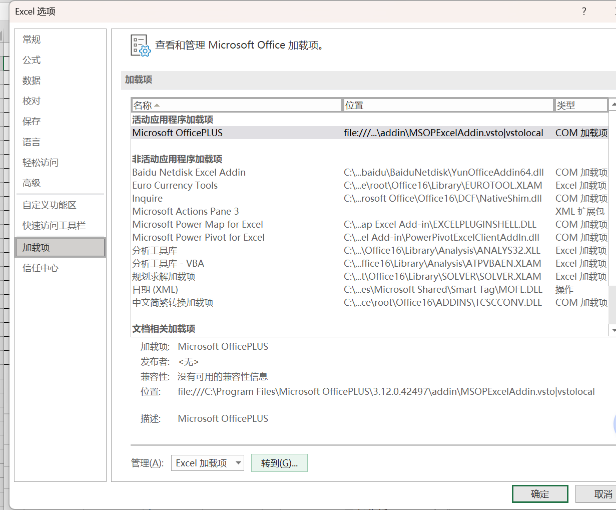 Excel 选项
?
常规
公式
数据
校对
保存
语言
轻松访问
高级
自定义功能区
快速访问工具栏
加载项
信任中心
查看和管理 Microsoft Office 加载项。
加载项
名称 位置 类型
活动应用程序加载项
Microsoft OfficePLUS file:///...\addin\MSOPExcelAddin.vsto|vstolocal COM 加载项
非活动应用程序加载项
Baidu Netdisk Excel Addin C:\...baidu\BaiduNetdisk\YunOfficeAddin64.dll COM 加载项
Euro Currency Tools C:\...e\root\Office16\Library\EUROTOOL.XLAM Excel 加载项
Inquire C:\...rosoft Office\Office16\DCF\NativeShim.dll COM 加载项
Microsoft Actions Pane 3 XML 扩展包
Microsoft Power Map for Excel C:\...ap Excel Add-in\EXCELPLUGINSHELL.DLL COM 加载项
Microsoft Power Pivot for Excel C:\...el Add-in\PowerPivotExcelClientAddIn.dll COM 加载项
分析工具库 C:\...\Office16\Library\Analysis\ANALYS32.XLL Excel 加载项
分析工具库 - VBA C:\...ffice16\Library\Analysis\ATPVBAEN.XLAM Excel 加载项
规划求解加载项 C:\...t\Office16\Library\SOLVER\SOLVER.XLAM Excel 加载项
日期 (XML) C:\...es\Microsoft Shared\Smart Tag\MOFL.DLL 操作
中文简繁转换加载项 C:\...ce\root\Office16\ADDINS\TCSCCONV.DLL COM 加载项
文档相关加载项
加载项: Microsoft OfficePLUS
发布者: <无>
兼容性: 没有可用的兼容性信息
位置: file:///C:\Program Files\Microsoft OfficePLUS\3.12.0.42497\addin\MSOPExcelAddin.vsto|vstolocal
描述: Microsoft OfficePLUS
管理(A): Excel 加载项 转到(G)...
确定 取消